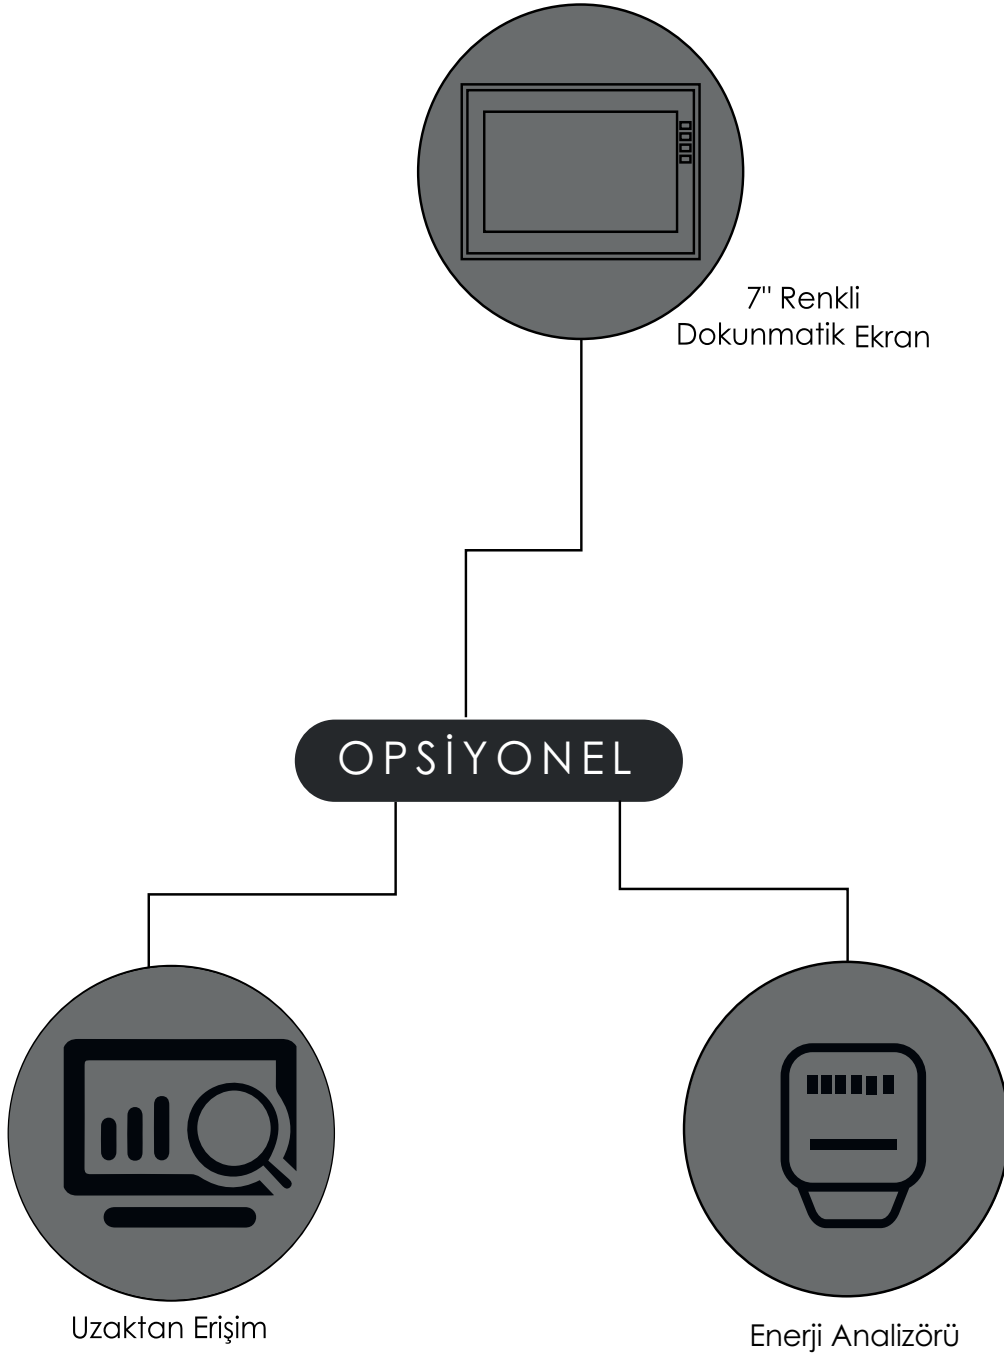 7" Renkli
Dokunmatik Ekran
OPSİYONEL
Uzaktan Erişim
Enerji Analizörü